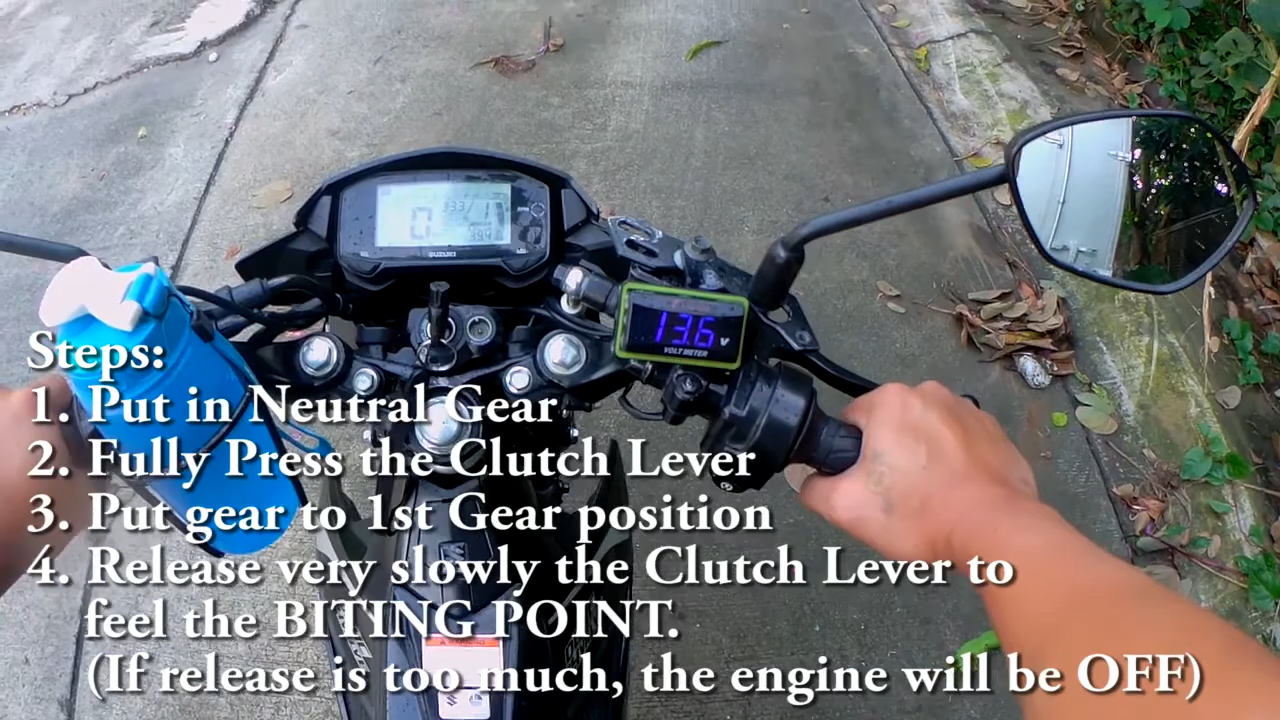 SUZUKI
13.6 v
VOLT METER
Steps:
1. Put in Neutral Gear
2. Fully Press the Clutch Lever
3. Put gear to 1st Gear position
4. Release very slowly the Clutch Lever to
feel the BITING POINT.
(If release is too much, the engine will be OFF)